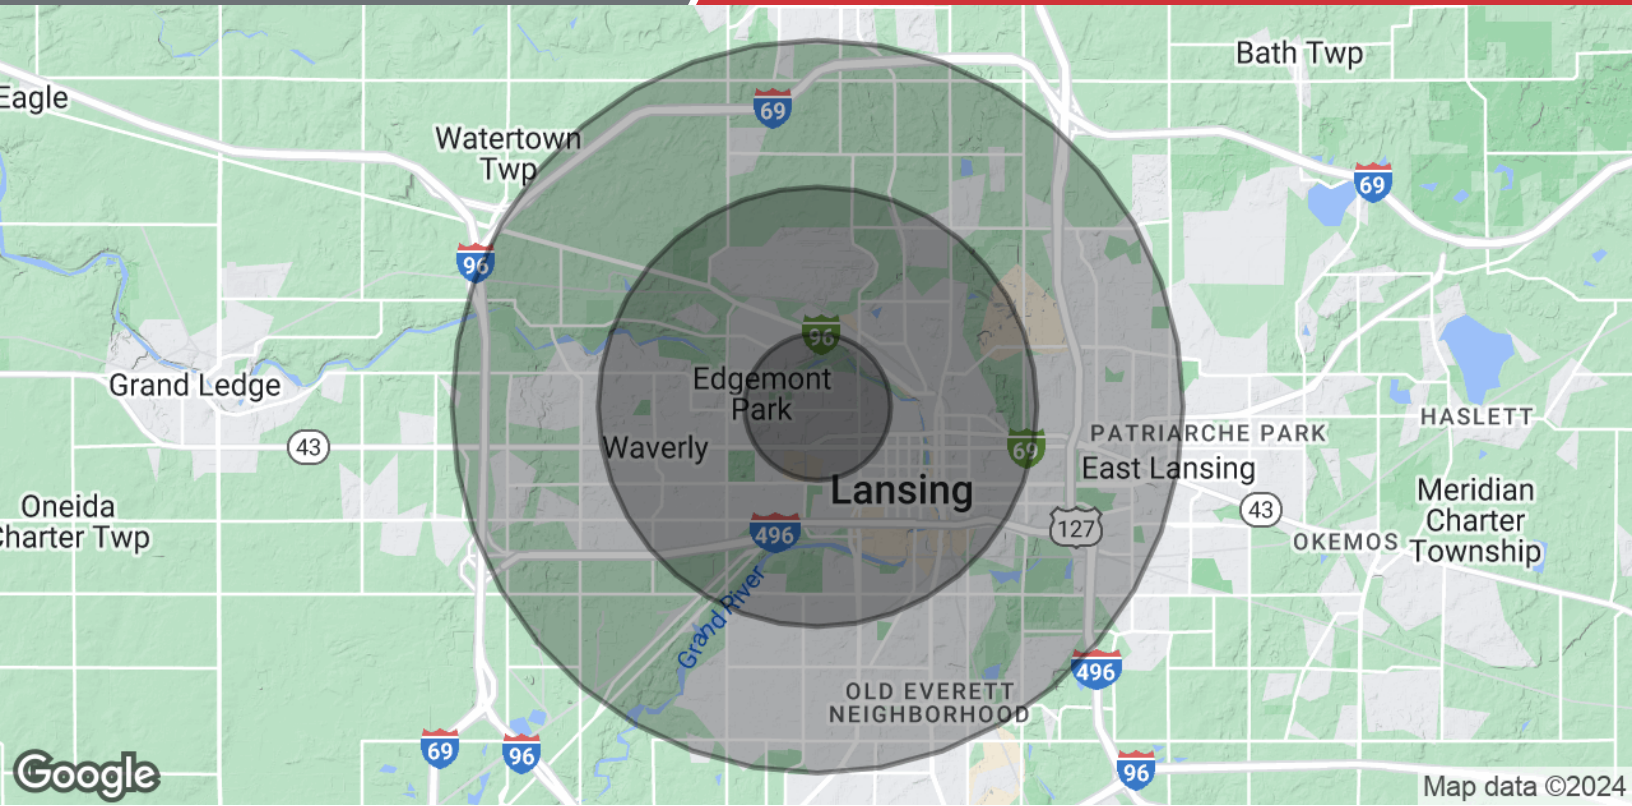 Bath Twp
Eagle
69
Watertown
Twp
69
96
96
Edgemont
Park
Grand Ledge
HASLETT
43
Waverly
PATRIARCHE PARK
69
East Lansing
Lansing
Oneida
Charter Twp
43
Meridian
Charter
Township
496
127
OKEMOS
Grand River
496
OLD EVERETT
NEIGHBORHOOD
69
96
96
Google
Map data ©2024